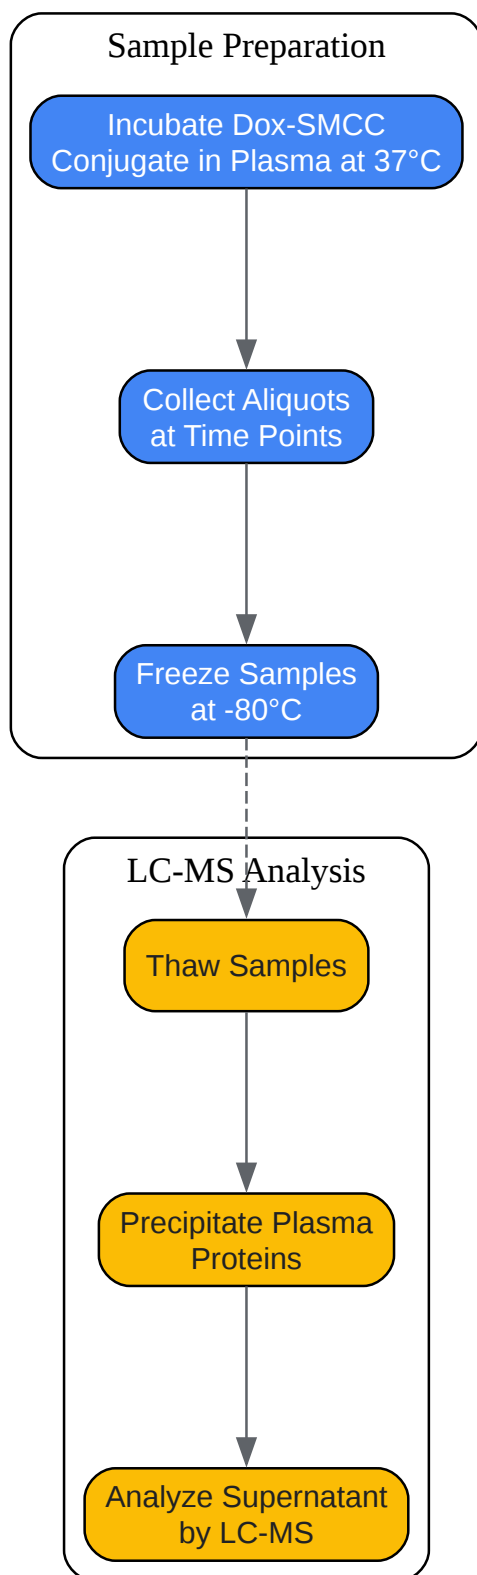 Sample Preparation
Incubate Dox-SMCC
Conjugate in Plasma at 37°C
Collect Aliquots
at Time Points
Freeze Samples
at -80°C
LC-MS Analysis
Thaw Samples
Precipitate Plasma
Proteins
Analyze Supernatant
by LC-MS